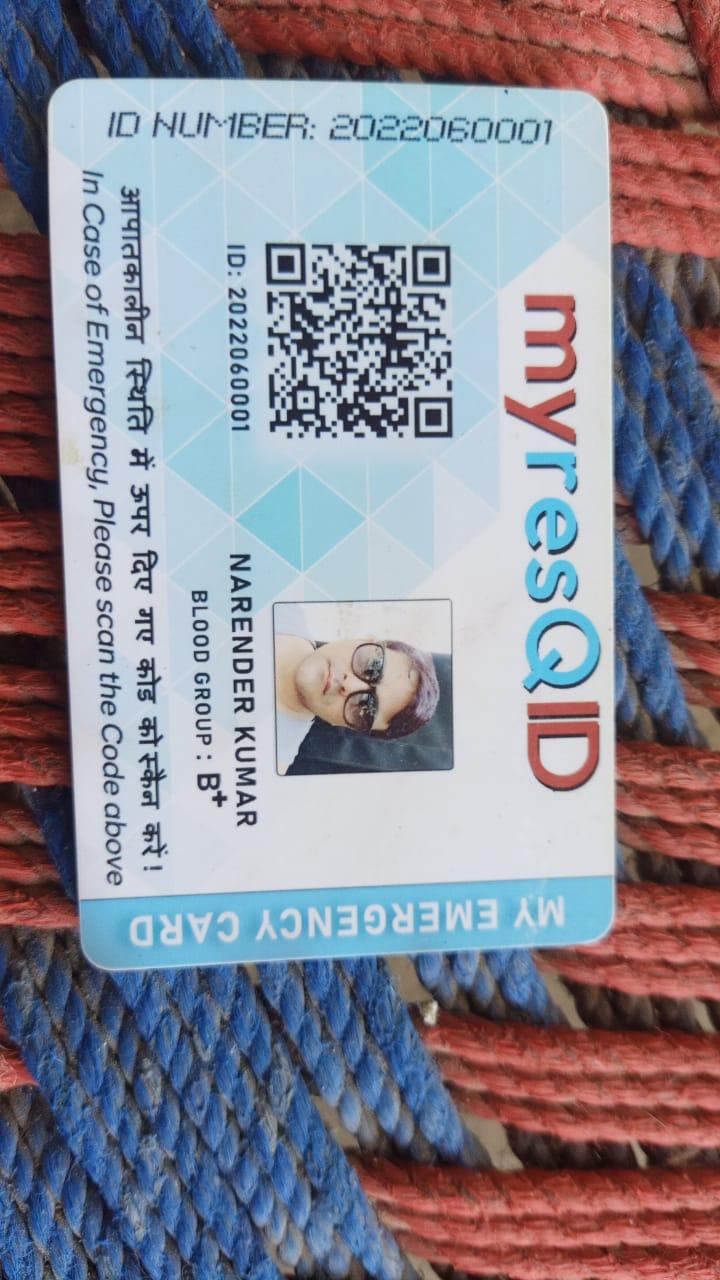 myresQID
ID: 2022060001
NARENDER KUMAR
BLOOD GROUP : B+
आपातकालीन स्थिति में ऊपर दिए गए कोड को स्कैन करें !
In Case of Emergency, Please scan the Code above
ID NUMBER: 2022060001
MY EMERGENCY CARD